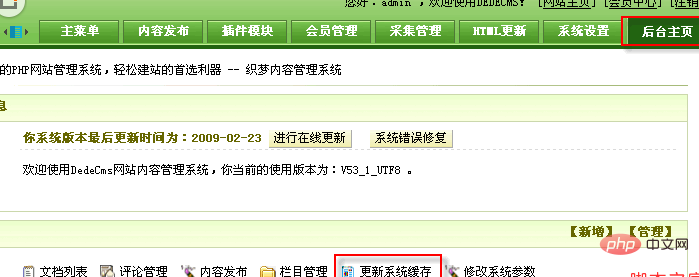 您好：admin ，欢迎使用DEDECMS! [网站主页] [会员中心] [注销
主菜单 内容发布 插件模块 会员管理 采集管理 HTML更新 系统设置 后台主页
的PHP网站管理系统，轻松建站的首选利器 -- 织梦内容管理系统
息
你系统版本最后更新时间为：2009-02-23 进行在线更新 系统错误修复
欢迎使用DedeCms网站内容管理系统，你当前的使用版本为：V53_1_UTF8 。
【新增】 【管理】
php 中文网
文档列表 评论管理 内容发布 栏目管理 更新系统缓存 修改系统参数